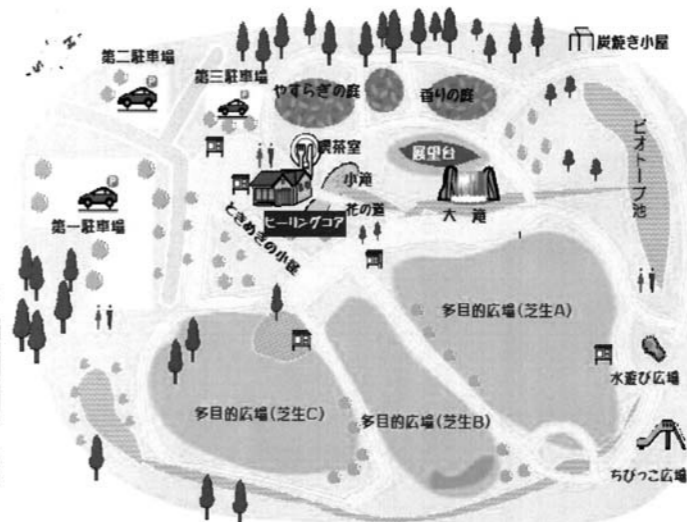 S N
炭焼き小屋
第二駐車場
第三駐車場
やすらぎの庭
香りの庭
喫茶室
展望台
ビオトープ池
小滝
大滝
第一駐車場
花の道
ヒーリングコア
ときめきの小径
多目的広場(芝生A)
水遊び広場
多目的広場(芝生C)
多目的広場(芝生B)
ちびっこ広場